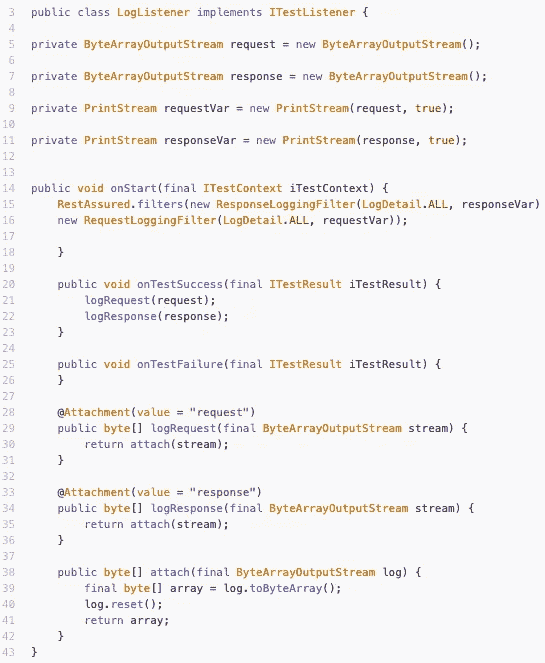 3 public class LogListener implements ITestListener {
4
5 private ByteArrayOutputStream request = new ByteArrayOutputStream();
6
7 private ByteArrayOutputStream response = new ByteArrayOutputStream();
8
9 private PrintStream requestVar = new PrintStream(request, true);
10
11 private PrintStream responseVar = new PrintStream(response, true);
12
13
14 public void onStart(final ITestContext iTestContext) {
15     RestAssured.filters(new ResponseLoggingFilter(LogDetail.ALL, responseVar)
16     new RequestLoggingFilter(LogDetail.ALL, requestVar));
17
18     }
19
20     public void onTestSuccess(final ITestResult iTestResult) {
21         logRequest(request);
22         logResponse(response);
23     }
24
25     public void onTestFailure(final ITestResult iTestResult) {
26     }
27
28     @Attachment(value = "request")
29     public byte[] logRequest(final ByteArrayOutputStream stream) {
30         return attach(stream);
31     }
32
33     @Attachment(value = "response")
34     public byte[] logResponse(final ByteArrayOutputStream stream) {
35         return attach(stream);
36     }
37
38     public byte[] attach(final ByteArrayOutputStream log) {
39         final byte[] array = log.toByteArray();
40         log.reset();
41         return array;
42     }
43 }